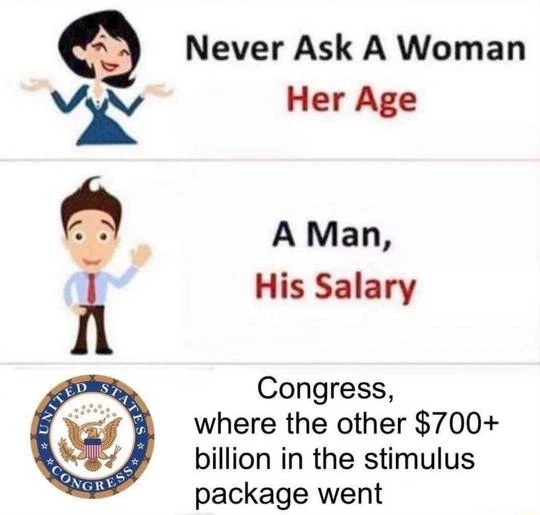 Never Ask A Woman
Her Age
A Man,
His Salary
UNITED STATES
CONGRESS
Congress,
where the other $700+
billion in the stimulus
package went